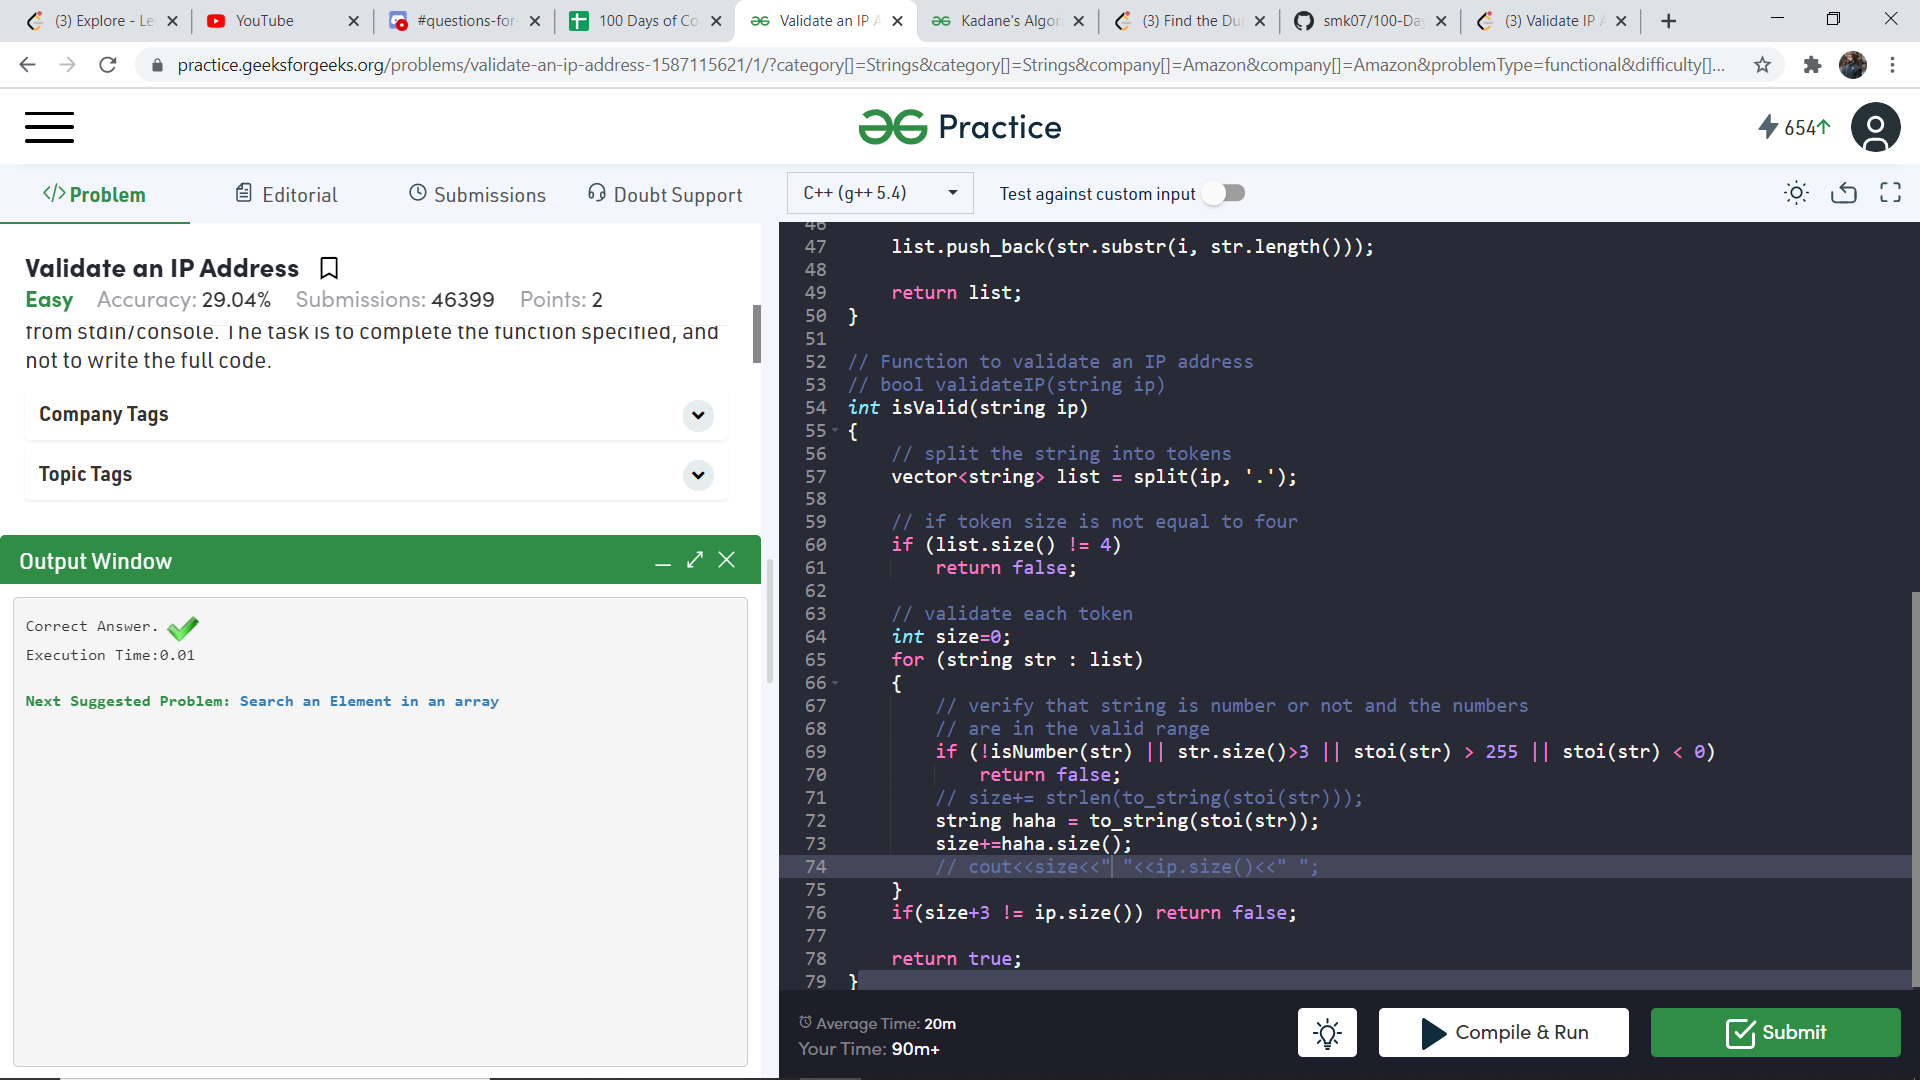 (3) Explore - Le
YouTube
#questions-for-
100 Days of Co
Validate an IP A
Kadane's Algor
(3) Find the Du
smk07/100-Da
(3) Validate IP A
practice.geeksforgeeks.org/problems/validate-an-ip-address-1587115621/1/?category[]=Strings&category[]=Strings&company[]=Amazon&company[]=Amazon&problemType=functional&difficulty[]...
Practice
654
</> Problem
Editorial
Submissions
Doubt Support
C++ (g++ 5.4)
Test against custom input
Validate an IP Address
Easy Accuracy: 29.04% Submissions: 46399 Points: 2
from stdin/console. The task is to complete the function specified, and
not to write the full code.
Company Tags
Topic Tags
Output Window
Correct Answer.
Execution Time:0.01
Next Suggested Problem: Search an Element in an array
46
47 list.push_back(str.substr(i, str.length()));
48
49 return list;
50 }
51
52 // Function to validate an IP address
53 // bool validateIP(string ip)
54 int isValid(string ip)
55 {
56 // split the string into tokens
57 vector<string> list = split(ip, '.');
58
59 // if token size is not equal to four
60 if (list.size() != 4)
61 return false;
62
63 // validate each token
64 int size=0;
65 for (string str : list)
66 {
67 // verify that string is number or not and the numbers
68 // are in the valid range
69 if (!isNumber(str) || str.size()>3 || stoi(str) > 255 || stoi(str) < 0)
70 return false;
71 // size+= strlen(to_string(stoi(str)));
72 string haha = to_string(stoi(str));
73 size+=haha.size();
74 // cout<<size<<" "<<ip.size()<<" ";
75 }
76 if(size+3 != ip.size()) return false;
77
78 return true;
79 }
Average Time: 20m
Your Time: 90m+
Compile & Run
Submit